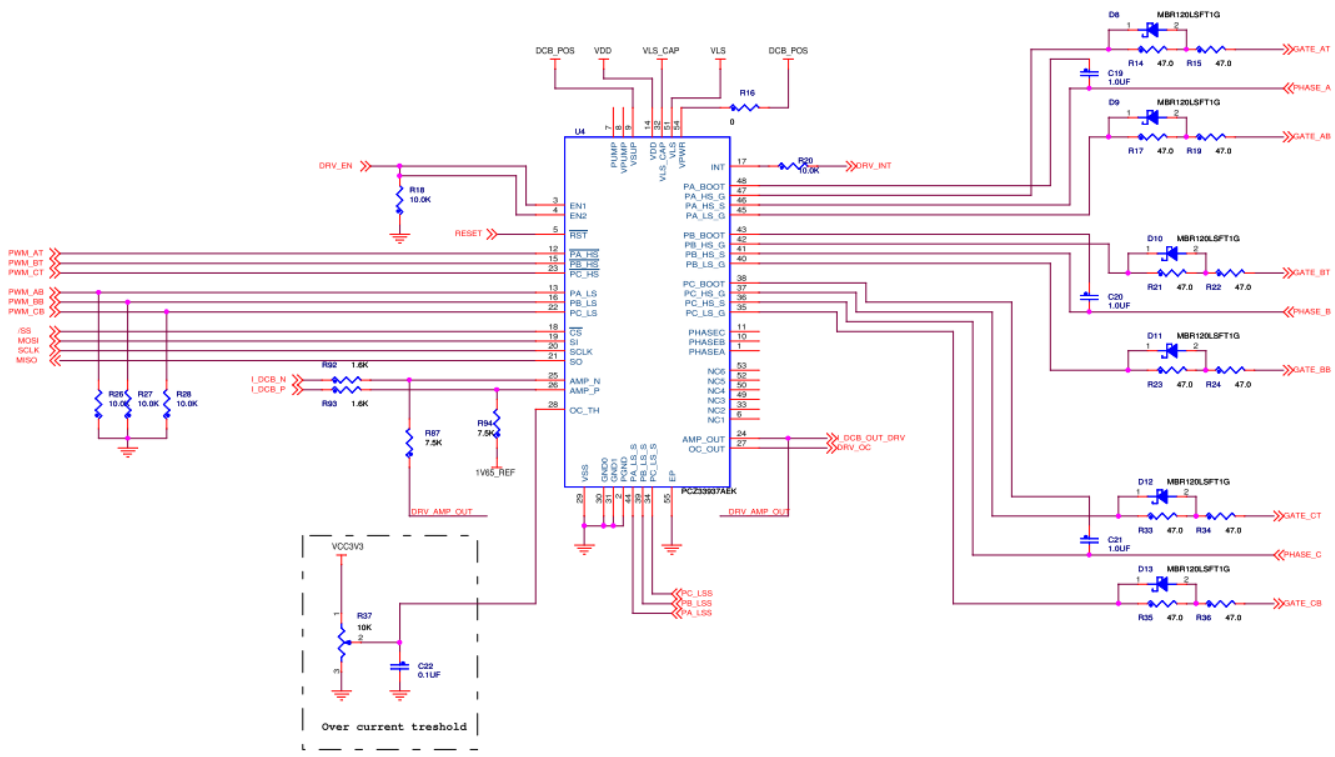 D8 MBR120LSFT1G
1 2
GATE_AT
R14 47.0 R15 47.0
C19
1.0UF
PHASE_A
D9 MBR120LSFT1G
1 2
GATE_AB
R17 47.0 R19 47.0
DCB_POS VDD VLS_CAP VLS DCB_POS
R16
0
7 8 9 14 32 51 54
U4
PUMP VPUMP VSUP VDD VLS_CAP VLS VPWR
DRV_EN
R18
10.0K
INT 17 R20 DRV_INT
10.0K
PA_BOOT 48
PA_HS_G 47
PA_HS_S 46
PA_LS_G 45
3 EN1
4 EN2
RESET 5 RST
PWM_AT 12 PA_HS
PWM_BT 15 PB_HS
PWM_CT 23 PC_HS
PB_BOOT 43
PB_HS_G 42
PB_HS_S 41
PB_LS_G 40
D10 MBR120LSFT1G
1 2
GATE_BT
R21 47.0 R22 47.0
C20
1.0UF
PHASE_B
PWM_AB 13 PA_LS
PWM_BB 16 PB_LS
PWM_CB 22 PC_LS
PC_BOOT 38
PC_HS_G 37
PC_HS_S 36
PC_LS_G 35
/SS 18 CS
MOSI 19 SI
SCLK 20 SCLK
MISO 21 SO
PHASEC 11
PHASEB 10
PHASEA 1
D11 MBR120LSFT1G
1 2
GATE_BB
R23 47.0 R24 47.0
R92 1.6K
I_DCB_N 25 AMP_N
I_DCB_P 26 AMP_P
R93 1.6K
28 OC_TH
NC6 53
NC5 52
NC4 50
NC3 49
NC2 33
NC1 6
R26 R27 R28
10.0K 10.0K 10.0K
R87
7.5K
R94
7.5K
1V65_REF
AMP_OUT 24 I_DCB_OUT_DRV
OC_OUT 27 DRV_OC
VSS GND0 GND1 PGND PA_LS_S PB_LS_S PC_LS_S EP
PCZ33937AEK
29 30 31 2 44 39 34 55
DRV_AMP_OUT DRV_AMP_OUT
D12 MBR120LSFT1G
1 2
GATE_CT
R33 47.0 R34 47.0
C21
1.0UF
PHASE_C
D13 MBR120LSFT1G
1 2
GATE_CB
R35 47.0 R36 47.0
PC_LSS
PB_LSS
PA_LSS
VCC3V3
1
R37
10K
2
3
C22
0.1UF
Over current treshold